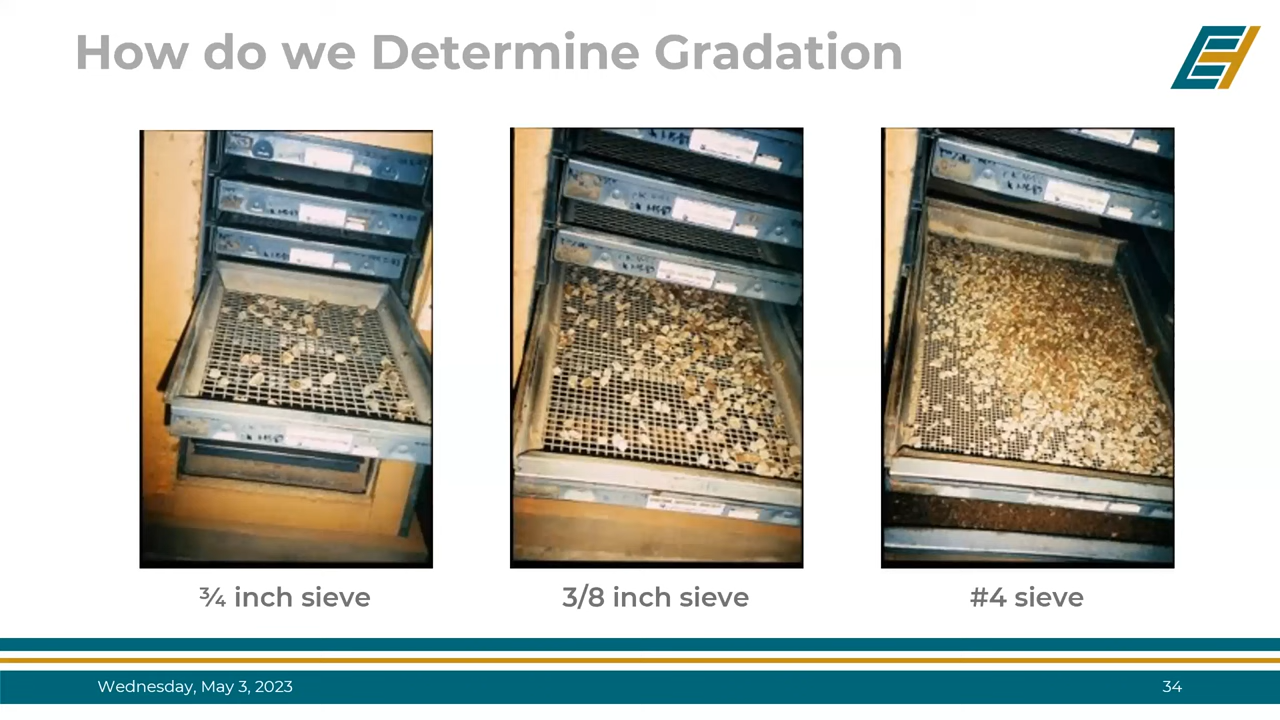 How do we Determine Gradation
¾ inch sieve
3/8 inch sieve
#4 sieve
Wednesday, May 3, 2023
34